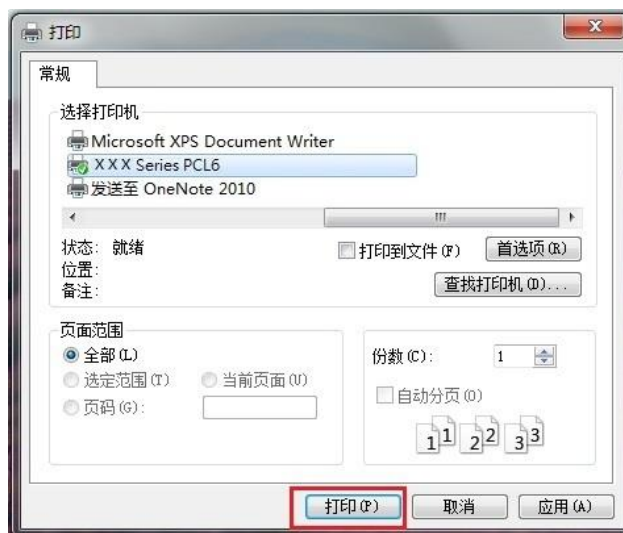 打印
常规
选择打印机
Microsoft XPS Document Writer
XXX Series PCL6
发送至 OneNote 2010
状态: 就绪
打印到文件(F) 首选项(R)
位置:
备注:
查找打印机(D)...
页面范围
全部(L)
选定范围(T) 当前页面(U)
页码(G):
份数(C): 1
自动分页(O)
1 1 2 2 3 3
打印(P) 取消 应用(A)